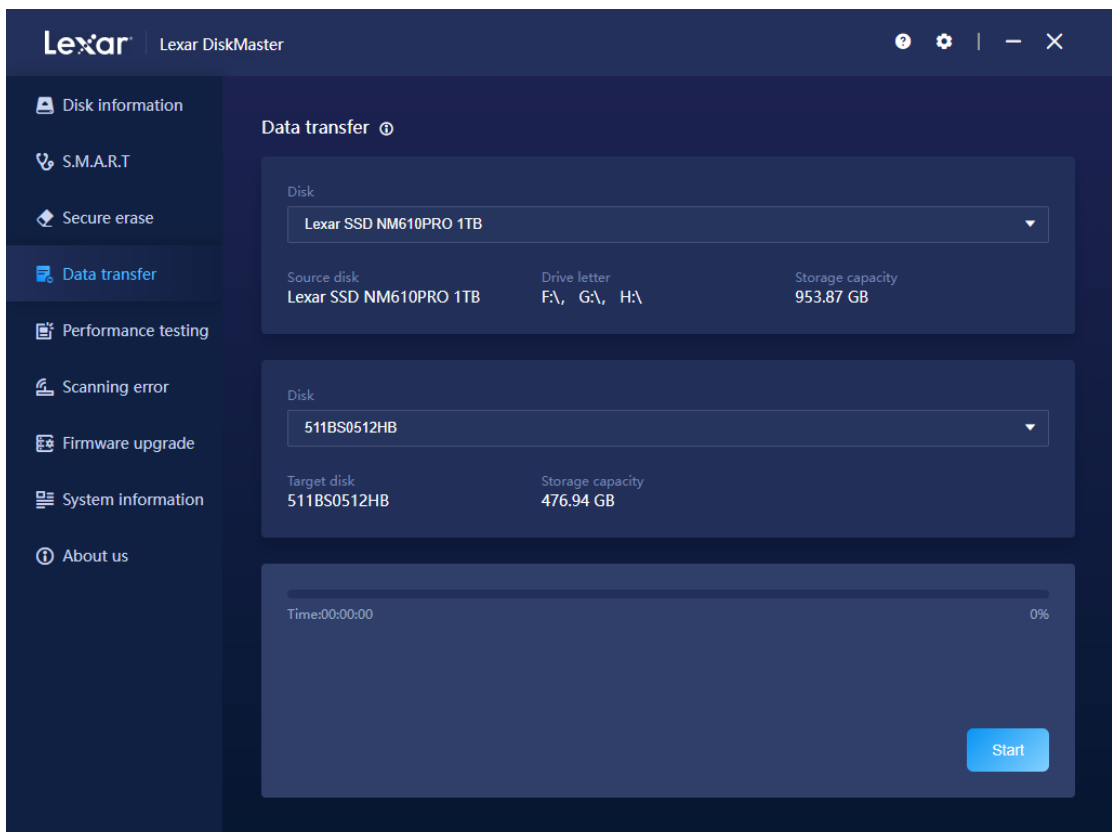 Lexar Lexar DiskMaster
Disk information
S.M.A.R.T
Secure erase
Data transfer
Performance testing
Scanning error
Firmware upgrade
System information
About us
Data transfer
Disk
Lexar SSD NM610PRO 1TB
Source disk Drive letter Storage capacity
Lexar SSD NM610PRO 1TB F:\, G:\, H:\ 953.87 GB
Disk
511BS0512HB
Target disk Storage capacity
511BS0512HB 476.94 GB
Time:00:00:00 0%
Start